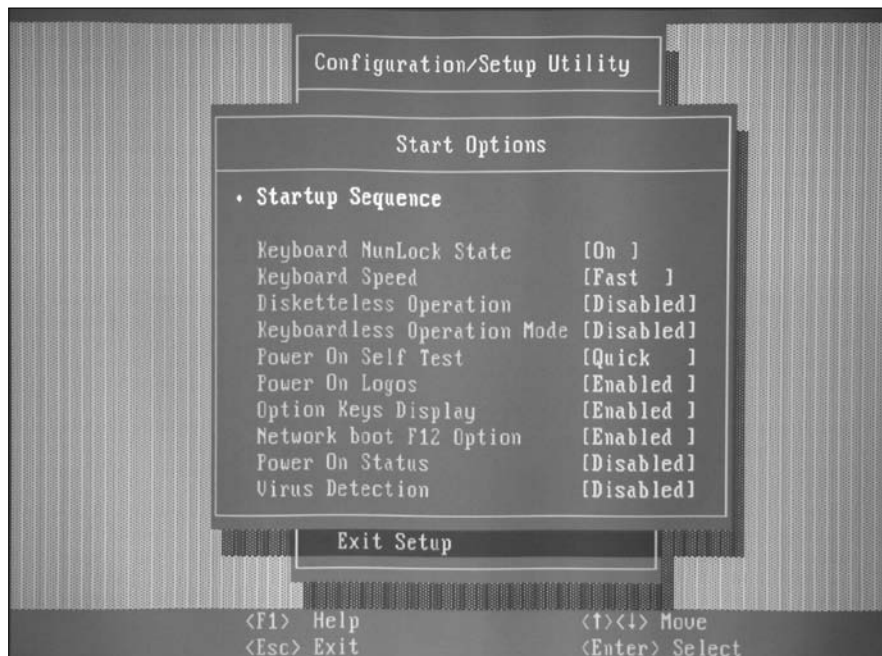 Configuration/Setup Utility
Start Options
• Startup Sequence
Keyboard NumLock State [On ]
Keyboard Speed [Fast ]
Disketteless Operation [Disabled]
Keyboardless Operation Mode [Disabled]
Power On Self Test [Quick ]
Power On Logos [Enabled ]
Option Keys Display [Enabled ]
Network boot F12 Option [Enabled ]
Power On Status [Disabled]
Virus Detection [Disabled]
Exit Setup
<F1> Help <↑><↓> Move
<Esc> Exit <Enter> Select